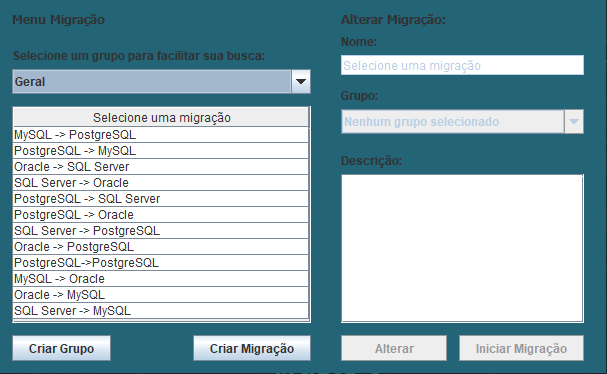 Menu Migração
Selecione um grupo para facilitar sua busca:
Geral
Selecione uma migração
MySQL -> PostgreSQL
PostgreSQL -> MySQL
Oracle -> SQL Server
SQL Server -> Oracle
PostgreSQL -> SQL Server
PostgreSQL -> Oracle
SQL Server -> PostgreSQL
Oracle -> PostgreSQL
PostgreSQL->PostgreSQL
MySQL -> Oracle
Oracle -> MySQL
SQL Server -> MySQL
Criar Grupo
Criar Migração
Alterar Migração:
Nome:
Selecione uma migração
Grupo:
Nenhum grupo selecionado
Descrição:
Alterar
Iniciar Migração